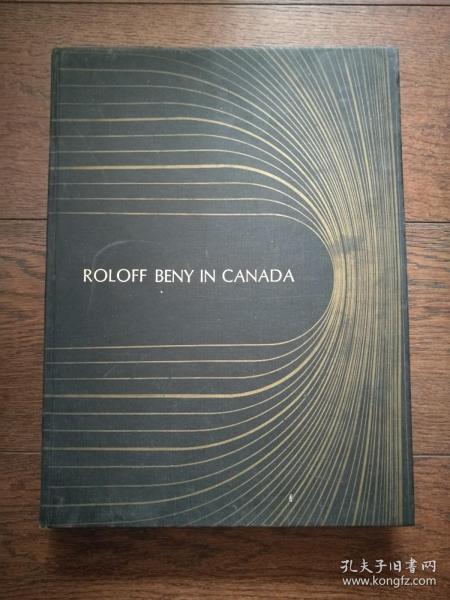 ROLOFF BENY IN CANADA
孔夫子旧书网
www.kongfz.com